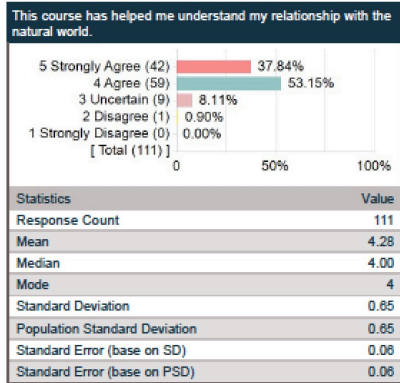 This course has helped me understand my relationship with the
natural world.
5 Strongly Agree (42) 37.84%
4 Agree (59) 53.15%
3 Uncertain (9) 8.11%
2 Disagree (1) 0.90%
1 Strongly Disagree (0) 0.00%
[ Total (111) ]
0 50% 100%
Statistics Value
Response Count 111
Mean 4.28
Median 4.00
Mode 4
Standard Deviation 0.65
Population Standard Deviation 0.65
Standard Error (base on SD) 0.06
Standard Error (base on PSD) 0.06